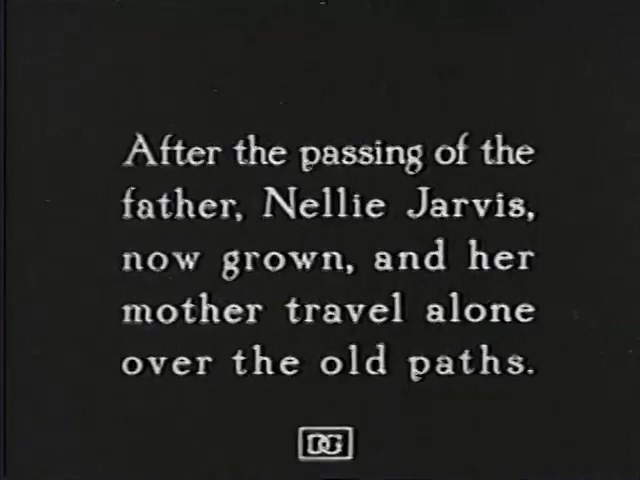 After the passing of the
father, Nellie Jarvis,
now grown, and her
mother travel alone
over the old paths.
DG